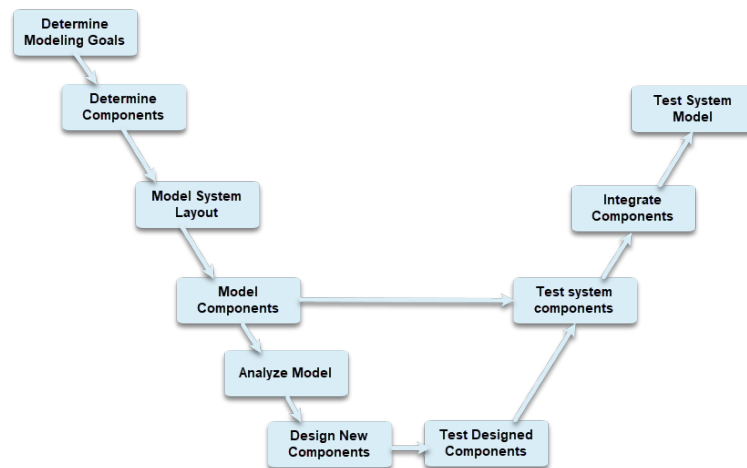 Determine
Modeling Goals
Determine
Components
Test System
Model
Model System
Layout
Integrate
Components
Model
Components
Test system
components
Analyze Model
Design New
Components
Test Designed
Components